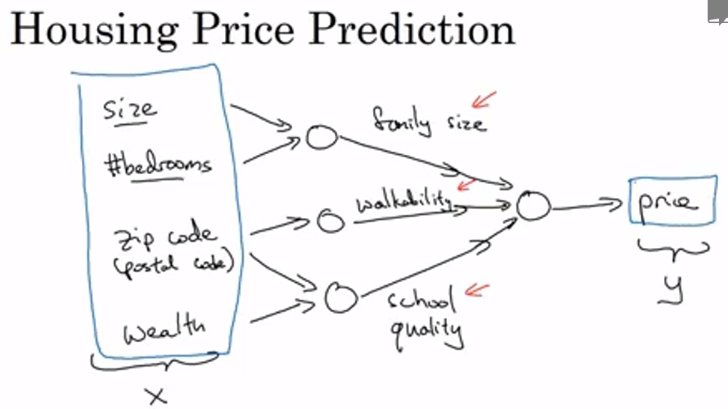 Housing Price Prediction
size
#bedrooms
zip code
(postal code)
wealth
x
family size
walkability
school
quality
price
y